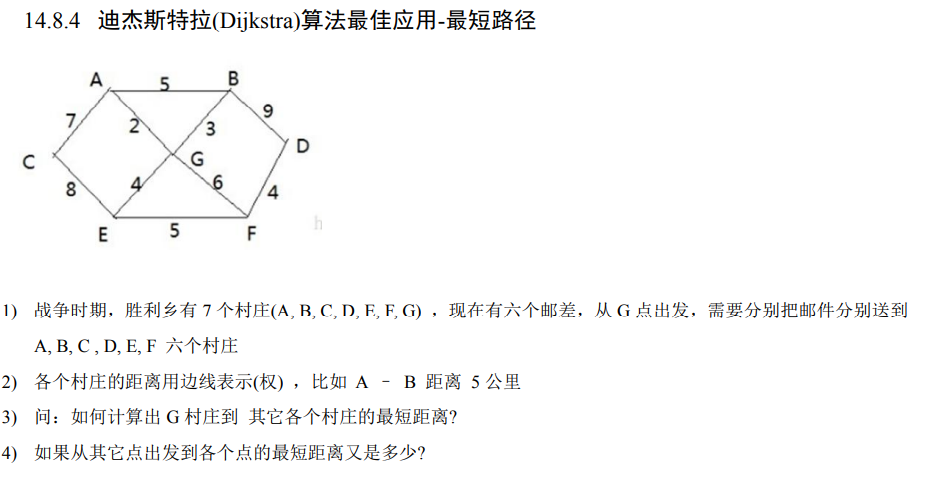 14.8.4 迪杰斯特拉(Dijkstra)算法最佳应用-最短路径
A 5 B
7 2 3 9
C G D
8 4 6 4
E 5 F
h
1) 战争时期，胜利乡有 7 个村庄(A, B, C, D, E, F, G) ，现在有六个邮差，从 G 点出发，需要分别把邮件分别送到
A, B, C , D, E, F 六个村庄
2) 各个村庄的距离用边线表示(权) ，比如 A – B 距离 5 公里
3) 问：如何计算出 G 村庄到 其它各个村庄的最短距离?
4) 如果从其它点出发到各个点的最短距离又是多少?